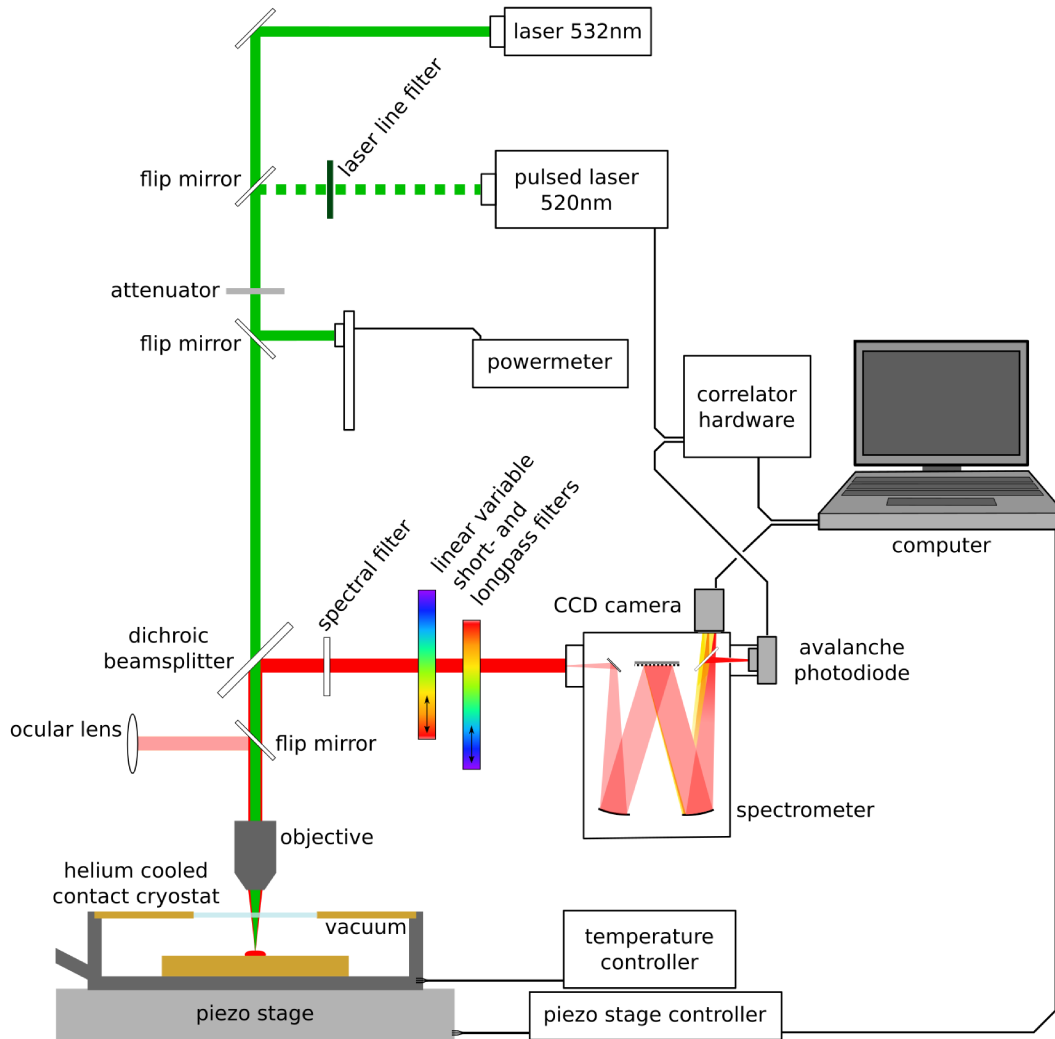 laser 532nm
laser line filter
flip mirror
pulsed laser
520nm
attenuator
flip mirror
powermeter
correlator
hardware
computer
spectral filter
linear variable
short- and
longpass filters
CCD camera
dichroic
beamsplitter
avalanche
photodiode
ocular lens
flip mirror
spectrometer
objective
helium cooled
contact cryostat
vacuum
temperature
controller
piezo stage
piezo stage controller